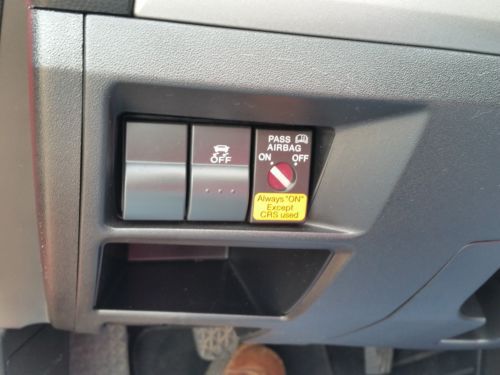 OFF
PASS
AIRBAG
ON OFF
Always "ON"
Except
CRS used